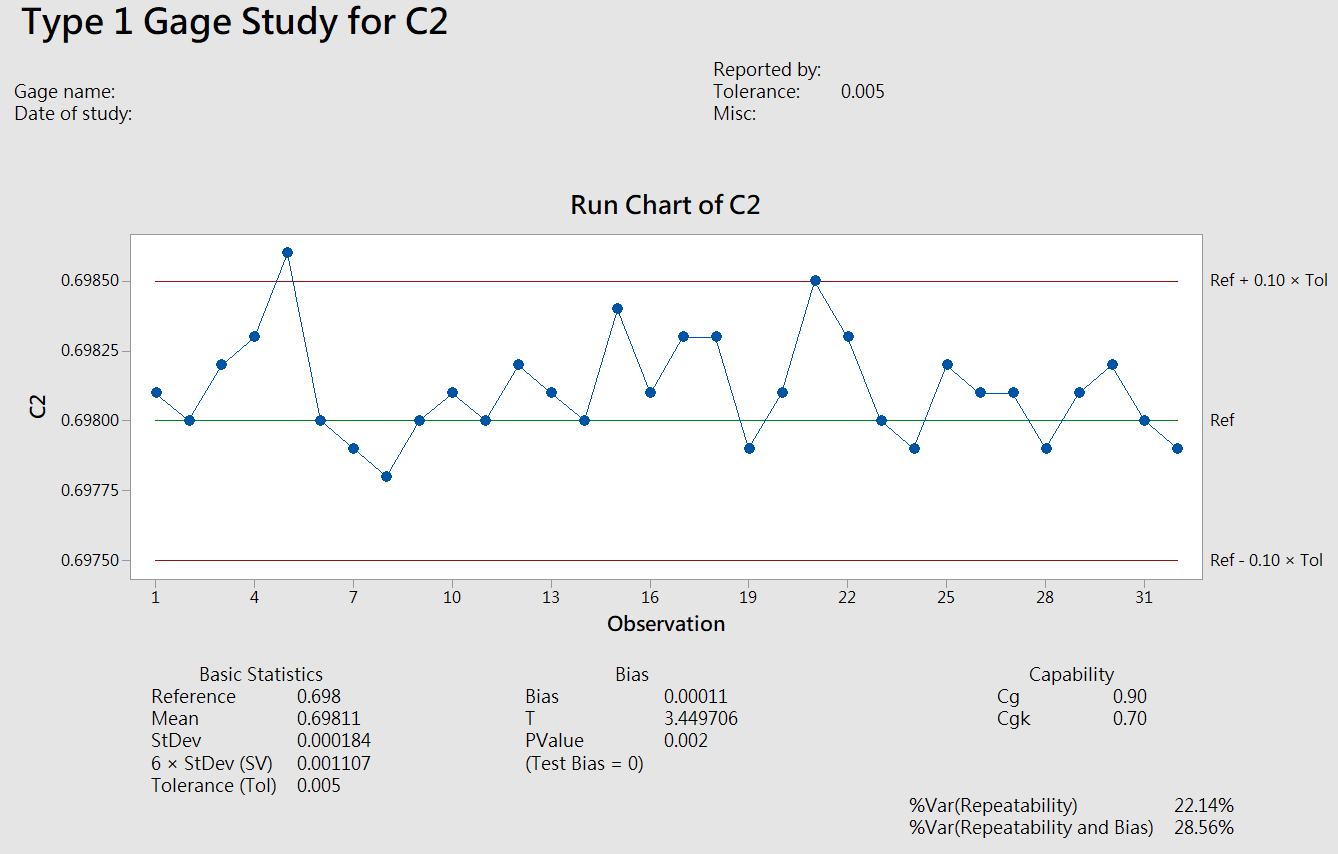 Type 1 Gage Study for C2
Reported by:
Gage name:
Tolerance: 0.005
Date of study:
Misc:
Run Chart of C2
0.69850
Ref + 0.10 × Tol
0.69825
C2
0.69800
Ref
0.69775
0.69750
Ref - 0.10 × Tol
1 4 7 10 13 16 19 22 25 28 31
Observation
Basic Statistics
Reference 0.698
Mean 0.69811
StDev 0.000184
6 × StDev (SV) 0.001107
Tolerance (Tol) 0.005
Bias
Bias 0.00011
T 3.449706
PValue 0.002
(Test Bias = 0)
Capability
Cg 0.90
Cgk 0.70
%Var(Repeatability) 22.14%
%Var(Repeatability and Bias) 28.56%